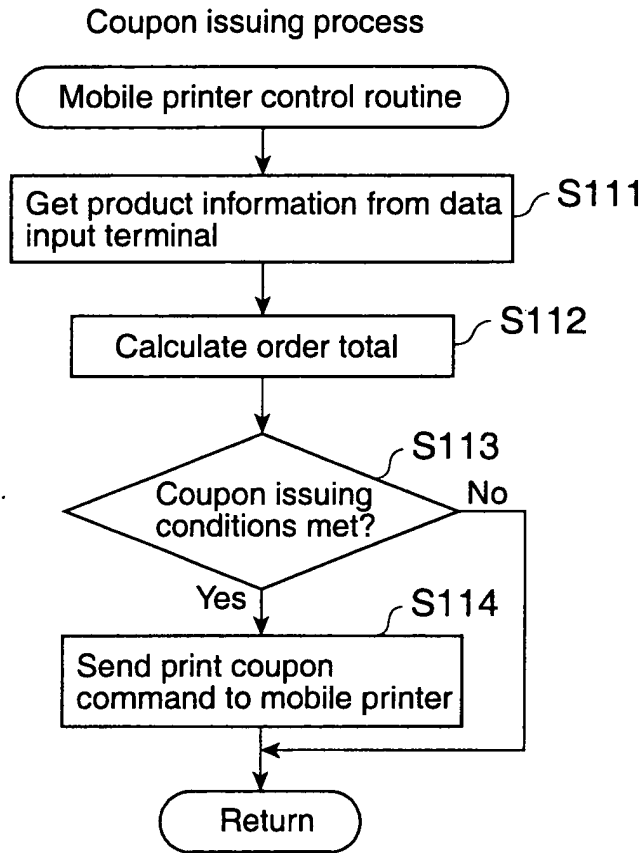 Coupon issuing process
Mobile printer control routine
Get product information from data
input terminal
S111
Calculate order total
S112
S113
Coupon issuing
conditions met?
No
Yes
S114
Send print coupon
command to mobile printer
Return